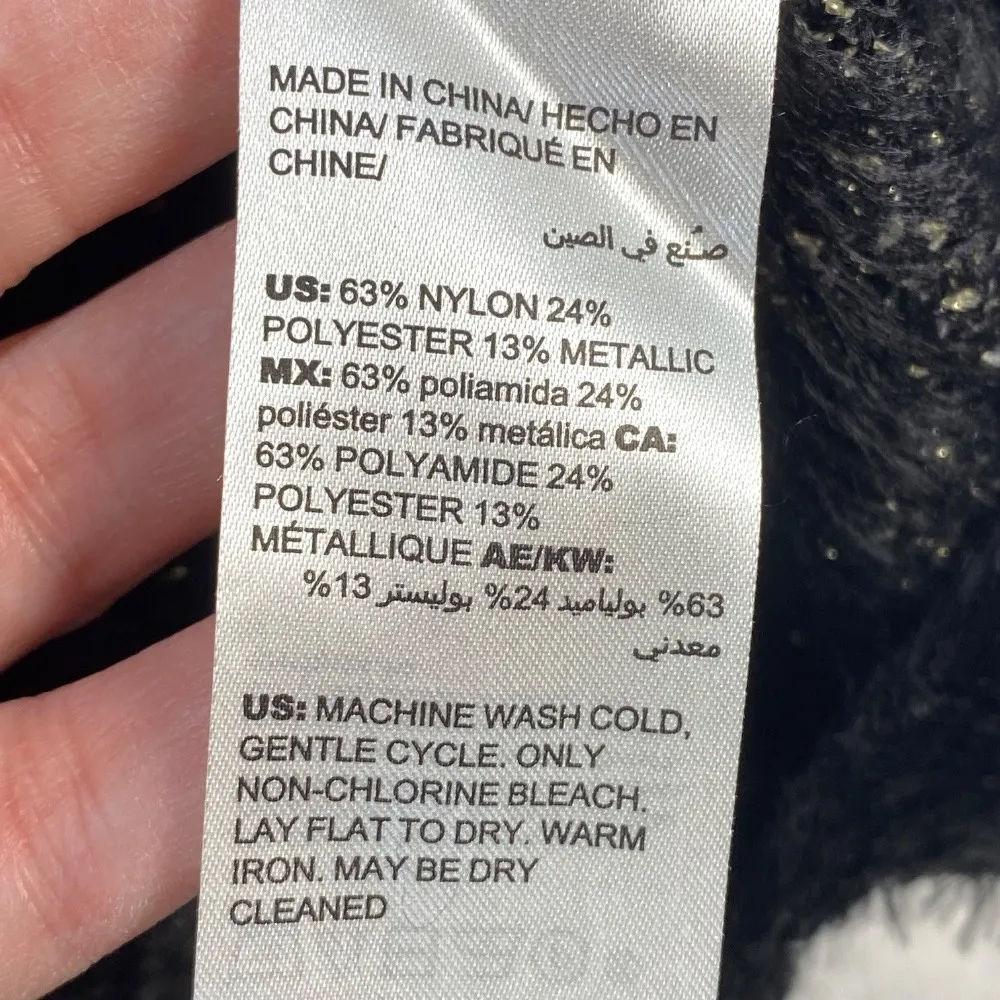 MADE IN CHINA/ HECHO EN
CHINA/ FABRIQUÉ EN
CHINE/
صُنع في الصين
US: 63% NYLON 24%
POLYESTER 13% METALLIC
MX: 63% poliamida 24%
poliéster 13% metálica CA:
63% POLYAMIDE 24%
POLYESTER 13%
MÉTALLIQUE AE/KW:
63% بولياميد 24% بوليستر 13%
معدني
US: MACHINE WASH COLD,
GENTLE CYCLE. ONLY
NON-CHLORINE BLEACH.
LAY FLAT TO DRY. WARM
IRON. MAY BE DRY
CLEANED